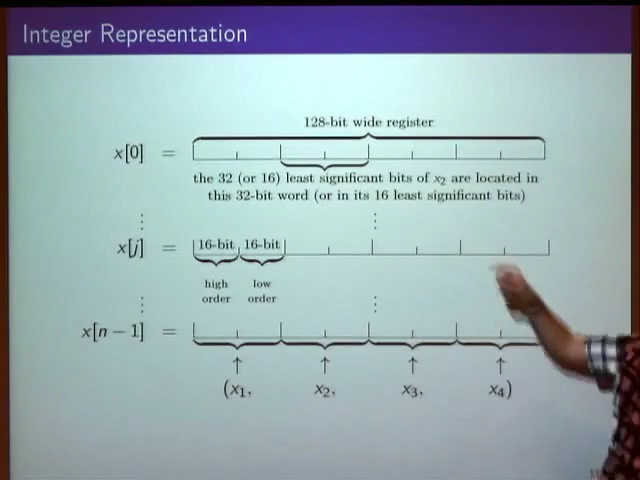 Integer Representation
128-bit wide register
x[0] =
the 32 (or 16) least significant bits of x₂ are located in
this 32-bit word (or in its 16 least significant bits)
⋮ ⋮
x[j] = 16-bit 16-bit
high low
order order
⋮ ⋮
x[n − 1] =
↑ ↑ ↑ ↑
(x₁, x₂, x₃, x₄)